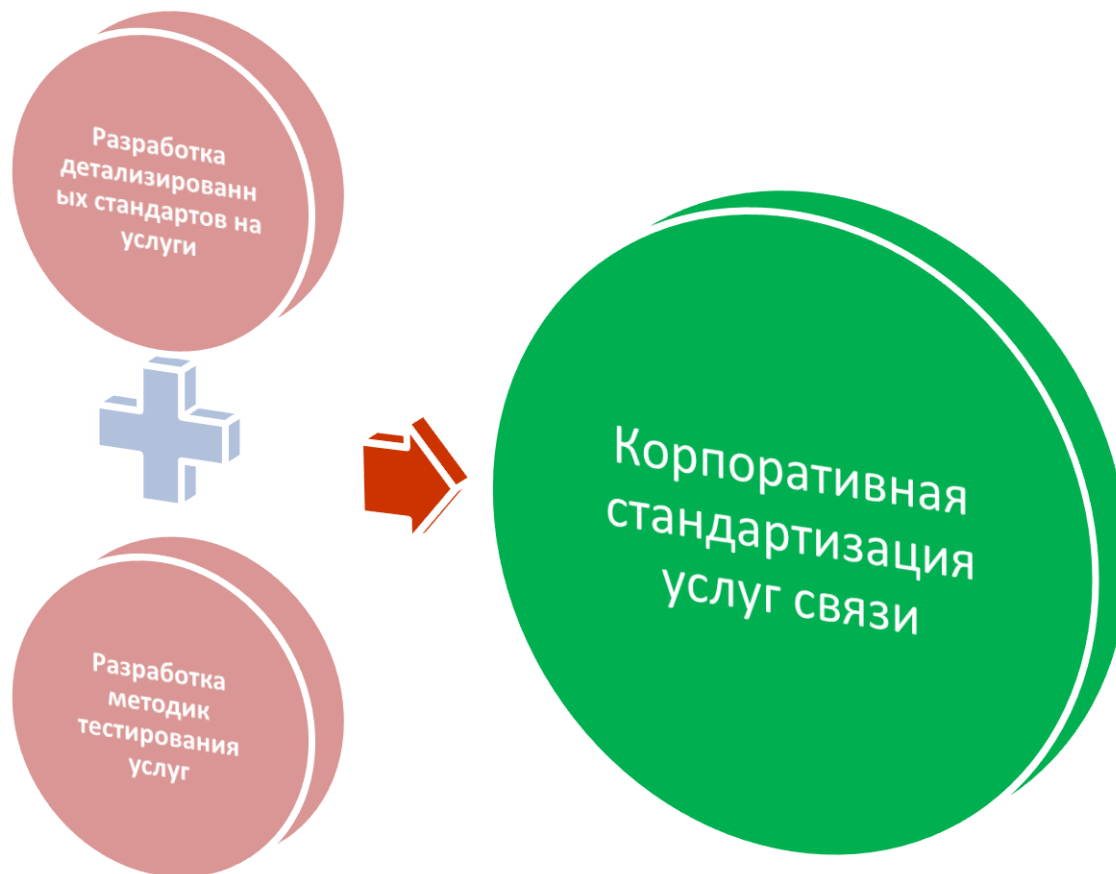 Разработка
детализированн
ых стандартов на
услуги
Разработка
методик
тестирования
услуг
Корпоративная
стандартизация
услуг связи